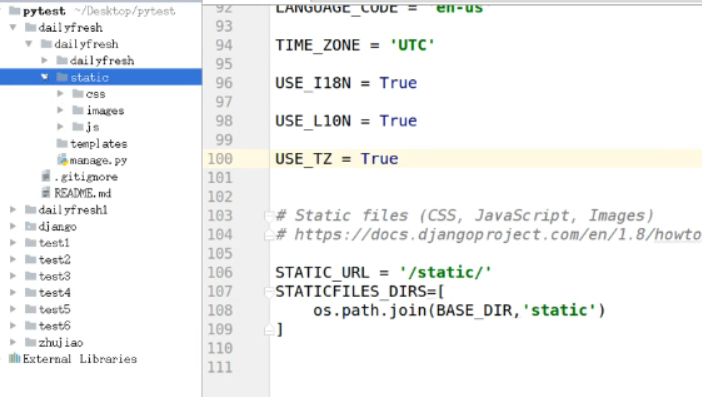 pytest ~/Desktop/pytest
dailyfresh
dailyfresh
dailyfresh
static
css
images
js
templates
manage.py
.gitignore
README.md
dailyfresh1
django
test1
test2
test3
test4
test5
test6
zhujiao
External Libraries
92 LANGUAGE_CODE = 'en-us'
93
94 TIME_ZONE = 'UTC'
95
96 USE_I18N = True
97
98 USE_L10N = True
99
100 USE_TZ = True
101
102
103 # Static files (CSS, JavaScript, Images)
104 # https://docs.djangoproject.com/en/1.8/howto
105
106 STATIC_URL = '/static/'
107 STATICFILES_DIRS=[
108 os.path.join(BASE_DIR,'static')
109 ]
110
111